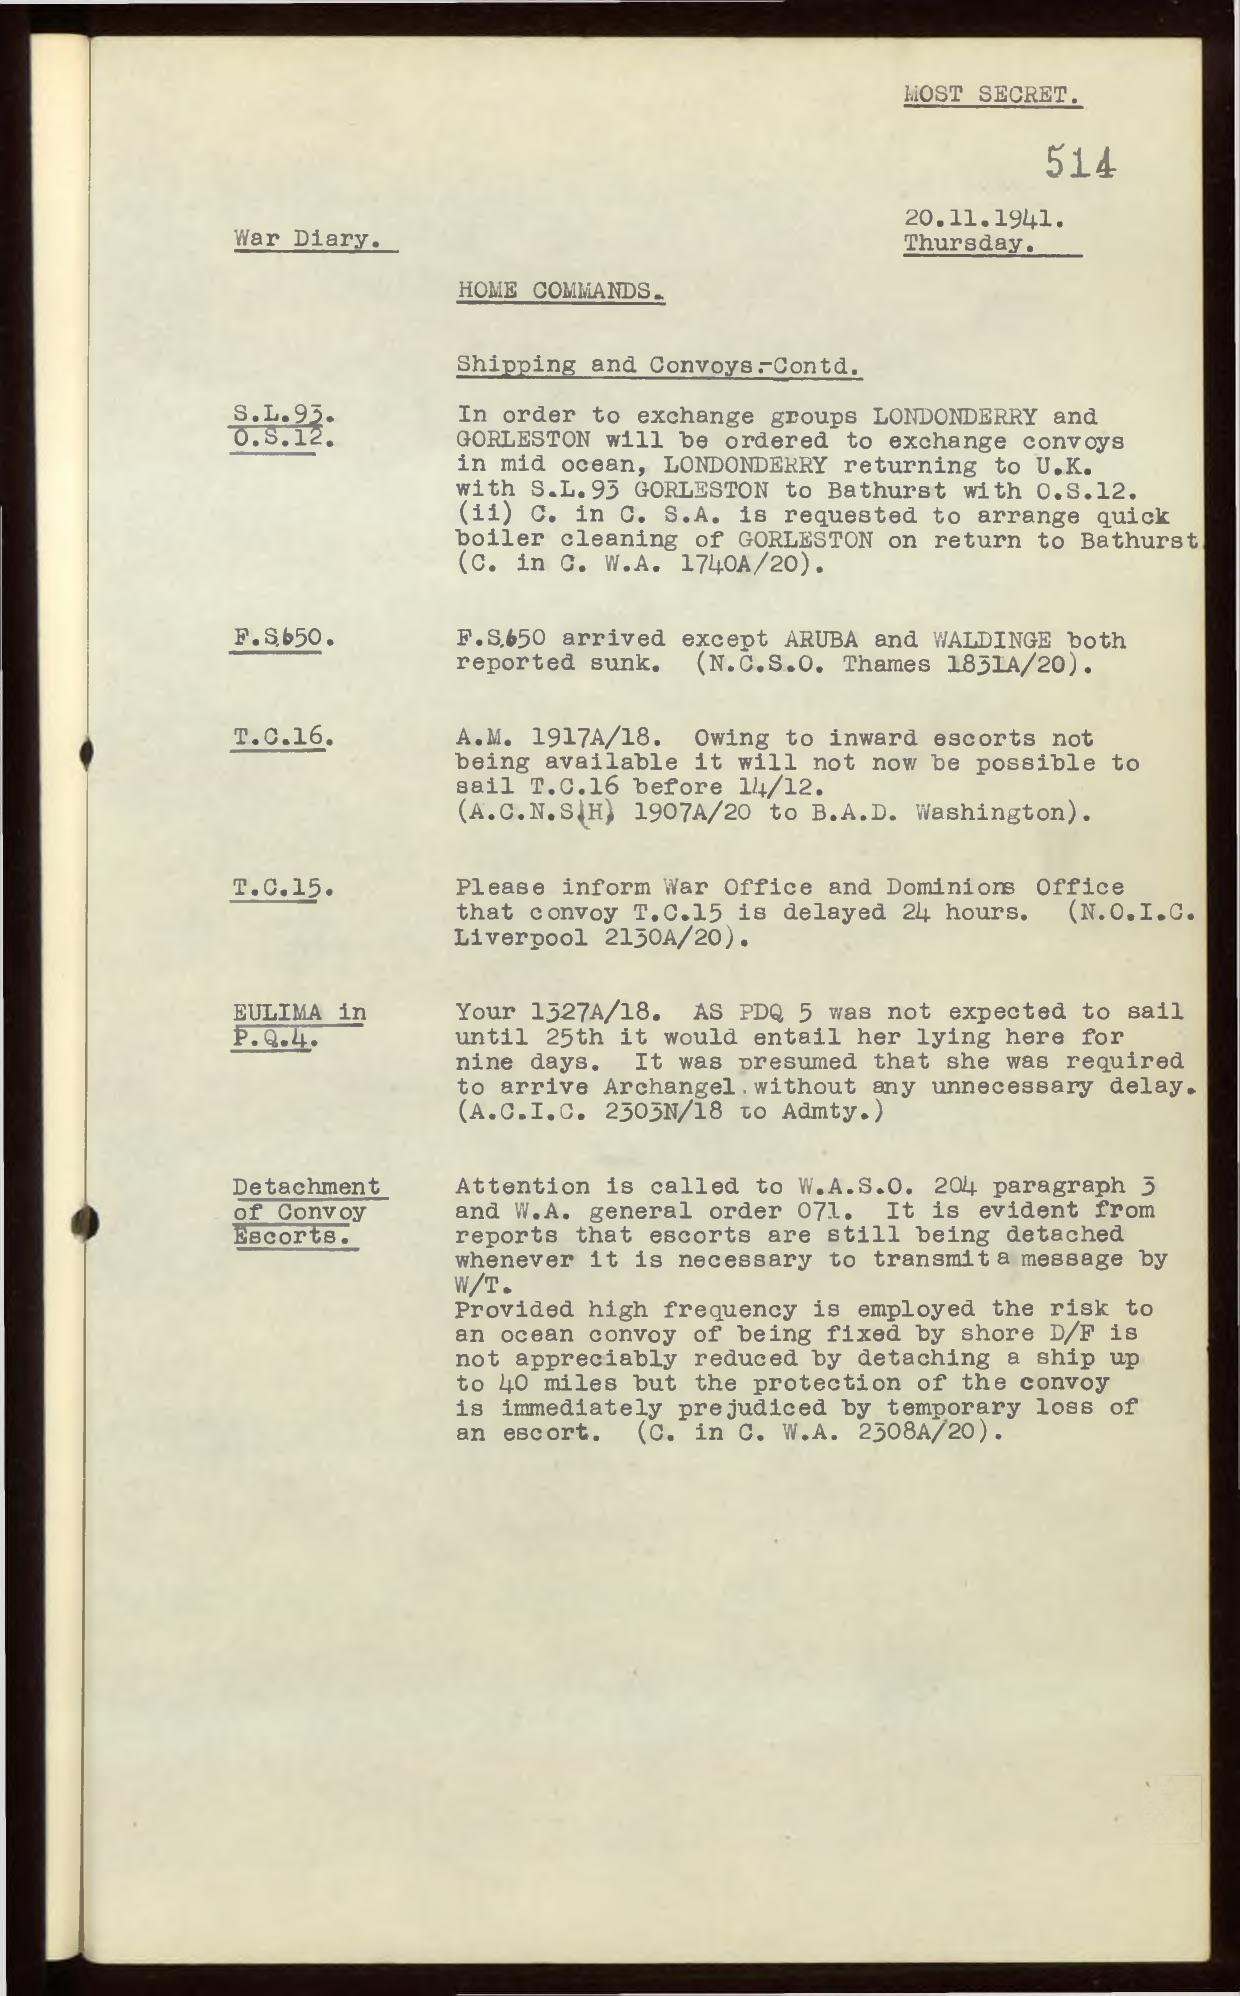 MOST SECRET.
514
20.11.1941.
War Diary.
Thursday.
HOME COMMANDS.
Shipping and Convoys.-Contd.
S.L.93.
O.S.12.
In order to exchange groups LONDONDERRY and
GORLESTON will be ordered to exchange convoys
in mid ocean, LONDONDERRY returning to U.K.
with S.L.93 GORLESTON to Bathurst with O.S.12.
(ii) C. in C. S.A. is requested to arrange quick
boiler cleaning of GORLESTON on return to Bathurst.
(C. in C. W.A. 1740A/20).
F.S.650.
F.S.650 arrived except ARUBA and WALDINGE both
reported sunk. (N.C.S.O. Thames 1831A/20).
T.C.16.
A.M. 1917A/18. Owing to inward escorts not
being available it will not now be possible to
sail T.C.16 before 14/12.
(A.C.N.S(H) 1907A/20 to B.A.D. Washington).
T.C.15.
Please inform War Office and Dominions Office
that convoy T.C.15 is delayed 24 hours. (N.O.I.C.
Liverpool 2130A/20).
EULIMA in
P.Q.4.
Your 1327A/18. AS PDQ 5 was not expected to sail
until 25th it would entail her lying here for
nine days. It was presumed that she was required
to arrive Archangel without any unnecessary delay.
(A.C.I.C. 2303N/18 to Admty.)
Detachment
of Convoy
Escorts.
Attention is called to W.A.S.O. 204 paragraph 3
and W.A. general order 071. It is evident from
reports that escorts are still being detached
whenever it is necessary to transmit a message by
W/T.
Provided high frequency is employed the risk to
an ocean convoy of being fixed by shore D/F is
not appreciably reduced by detaching a ship up
to 40 miles but the protection of the convoy
is immediately prejudiced by temporary loss of
an escort. (C. in C. W.A. 2308A/20).